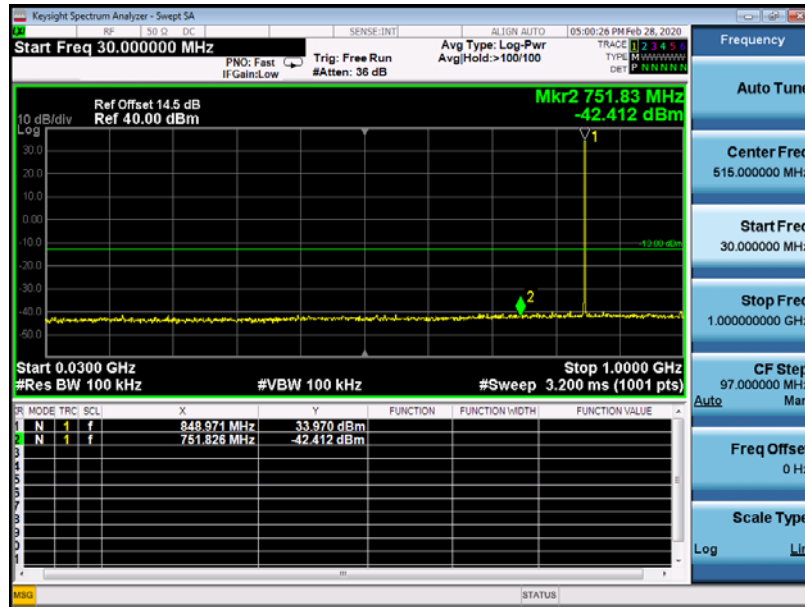 Keysight Spectrum Analyzer - Swept SA
RF 50 Ω DC SENSE:INT ALIGN AUTO 05:00:26 PM Feb 28, 2020
Start Freq 30.000000 MHz
PNO: Fast
IFGain:Low
Trig: Free Run
#Atten: 36 dB
Avg Type: Log-Pwr
Avg|Hold:>100/100
TRACE 1 2 3 4 5 6
TYPE M W W W W W
DET P N N N N N
Ref Offset 14.5 dB
10 dB/div Ref 40.00 dBm
Log
Mkr2 751.83 MHz
-42.412 dBm
1
30.0
20.0
10.0
0.00
-10.0
-13.00 dBm
-20.0
-30.0
2
-40.0
-50.0
Start 0.0300 GHz Stop 1.0000 GHz
#Res BW 100 kHz #VBW 100 kHz #Sweep 3.200 ms (1001 pts)
MODE TRC SCL X Y FUNCTION FUNCTION WIDTH FUNCTION VALUE
1 N 1 f 848.971 MHz 33.970 dBm
2 N 1 f 751.826 MHz -42.412 dBm
3
4
5
6
7
8
9
MSG STATUS
Frequency
Auto Tune
Center Freq
515.000000 MHz
Start Freq
30.000000 MHz
Stop Freq
1.000000000 GHz
CF Step
97.000000 MHz
Auto Man
Freq Offset
0 Hz
Scale Type
Log Lin